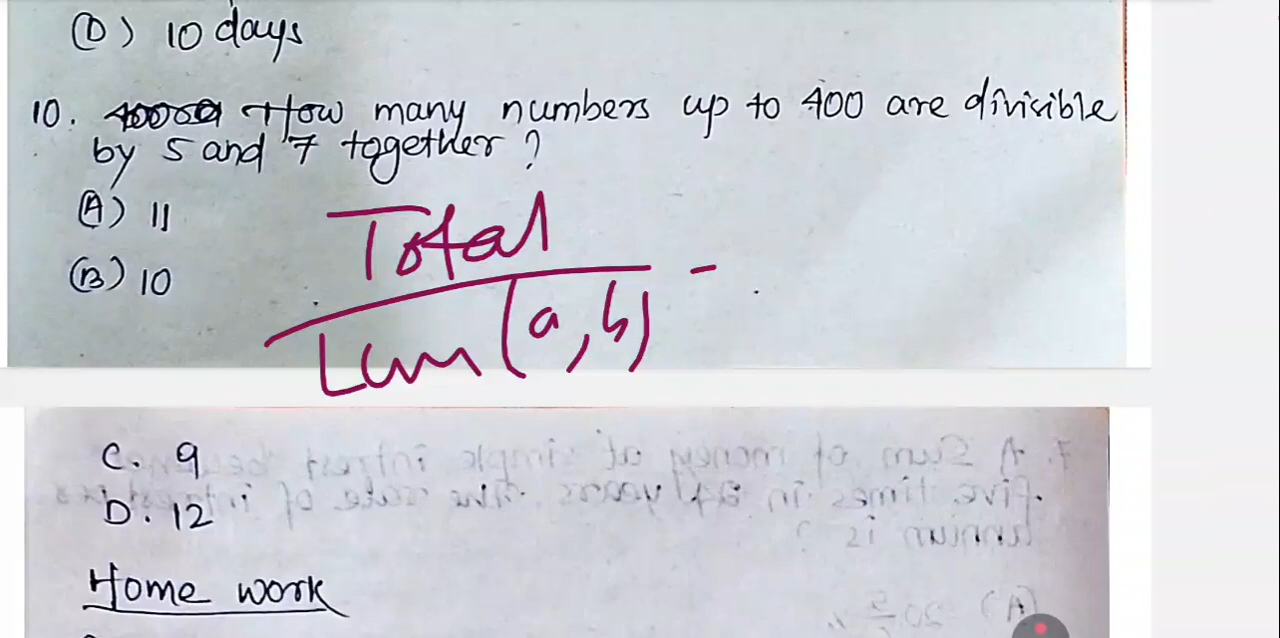 (D) 10 days
10. How many numbers up to 400 are divisible
by 5 and 7 together ?
(A) 11
(B) 10
Total
Lcm (a,b) -
C. 9
D. 12
Home work